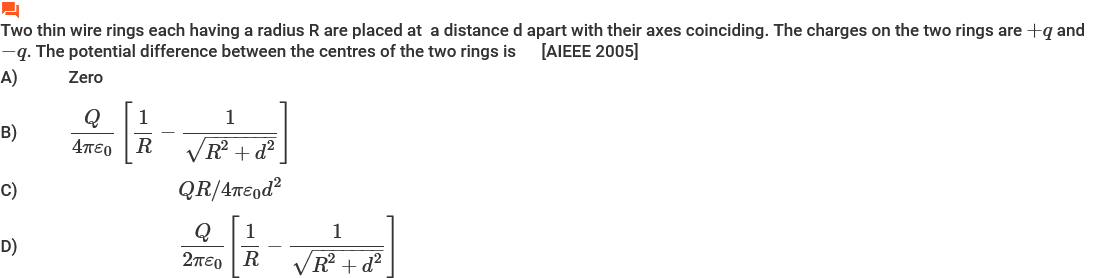 Two thin wire rings each having a radius R are placed at a distance d apart with their axes coinciding. The charges on the two rings are $+q$ and
$-q$. The potential difference between the centres of the two rings is [AIEEE 2005]
A) Zero
B) $\frac{Q}{4\pi\varepsilon_0}\left[\frac{1}{R}-\frac{1}{\sqrt{R^2+d^2}}\right]$
C) $QR/4\pi\varepsilon_0 d^2$
D) $\frac{Q}{2\pi\varepsilon_0}\left[\frac{1}{R}-\frac{1}{\sqrt{R^2+d^2}}\right]$